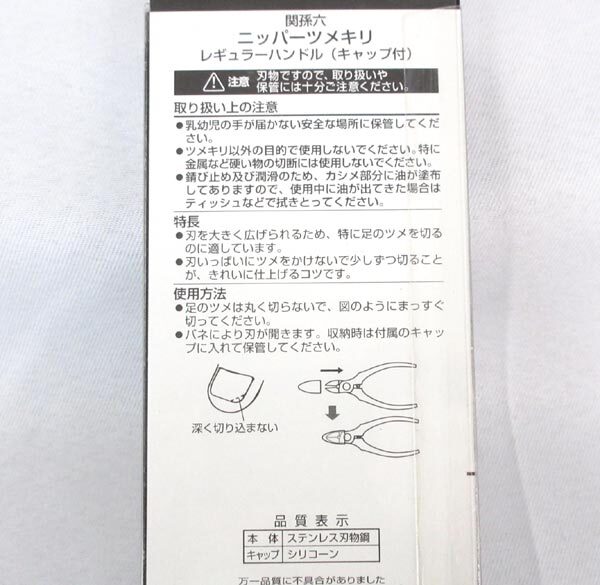 関孫六
ニッパーツメキリ
レギュラーハンドル(キャップ付)
注意 刃物ですので、取り扱いや
保管には十分ご注意ください。
取り扱い上の注意
●乳幼児の手が届かない安全な場所に保管してくだ
さい。
●ツメキリ以外の目的で使用しないでください。特に
金属など硬い物の切断には使用しないでください。
●錆び止め及び潤滑のため、カシメ部分に油が塗布
してありますので、使用中に油が出てきた場合は
ティッシュなどで拭きとってください。
特長
●刃を大きく広げられるため、特に足のツメを切る
のに適しています。
●刃いっぱいにツメをかけないで少しずつ切ること
が、きれいに仕上げるコツです。
使用方法
●足のツメは丸く切らないで、図のようにまっすぐ
切ってください。
●バネにより刃が開きます。収納時は付属のキャッ
プに入れて保管してください。
深く切り込まない
品質表示
本体 ステンレス刃物鋼
キャップ シリコーン
万一品質に不具合がありました